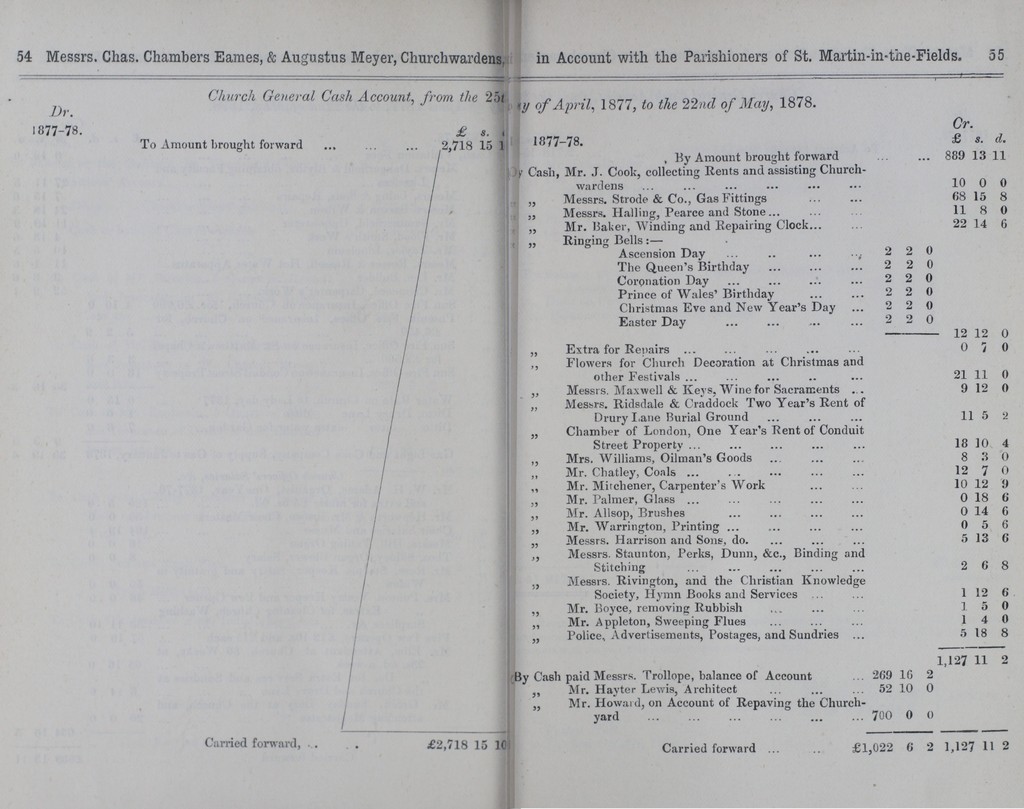 54 Messrs. Chas. Chambers Eames, & Augustus Meyer, Churchwardens,
Church General Cash Account, from the 25t
Dr.
1877-78.
£ s.
To Amount brought forward ... ... ... 2,718 15 1
Carried forward, .. . £2,718 15 10
in Account with the Parishioners of St. Martin-in-the-Fields. 55
y of April, 1877, to the 22nd of May, 1878.
Cr.
1877-78. £ s. d.
By Amount brought forward ... ... 889 13 11
y Cash, Mr. J. Cook, collecting Rents and assisting Church-
wardens ... ... ... ... ... ... 10 0 0
„ Messrs. Strode & Co., Gas Fittings ... ... 68 15 8
„ Messrs. Halling, Pearce and Stone... ... ... 11 8 0
„ Mr. Baker, Winding and Repairing Clock... ... 22 14 6
„ Ringing Bells:—
Ascension Day ... .. ... ... 2 2 0
The Queen's Birthday ... ... ... 2 2 0
Coronation Day ... ... ... ... 2 2 0
Prince of Wales' Birthday ... ... 2 2 0
Christmas Eve and New Year's Day ... 2 2 0
Easter Day ... ... ... ... 2 2 0
12 12 0
„ Extra for Repairs ... ... ... ... ... 0 7 0
„ Flowers for Church Decoration at Christmas and
other Festivals ... ... ... .. ... 21 11 0
„ Messrs. Maxwell & Keys, Wine for Sacraments ... 9 12 0
„ Messrs. Ridsdale & Craddock Two Year's Rent of
Drury Lane Burial Ground ... ... ... 11 5 2
„ Chamber of London, One Year's Rent of Conduit
Street Property ... ... ... ... ... 18 10 4
„ Mrs. Williams, Oilman's Goods ... ... ... 8 3 0
„ Mr. Chatley, Coals ... ... ... ... ... 12 7 0
„ Mr. Mitchener, Carpenter's Work ... ... 10 12 9
„ Mr. Palmer, Glass ... ... ... ... ... 0 18 6
„ Mr. Allsop, Brushes ... ... ... ... 0 14 6
„ Mr. Warrington, Printing ... ... ... ... 0 5 6
„ Messrs. Harrison and Sons, do. ... ... ... 5 13 6
„ Messrs. Staunton, Perks, Dunn, &c., Binding and
Stitching ... ... ... ... ... 2 6 8
„ Messrs. Rivington, and the Christian Knowledge
Society, Hymn Books and Services ... ... 1 12 6
„ Mr. Boyce, removing Rubbish ... ... ... 1 5 0
„ Mr. Appleton, Sweeping Flues ... ... ... 1 4 0
„ Police, Advertisements, Postages, and Sundries ... 5 18 8
1,127 11 2
By Cash paid Messrs. Trollope, balance of Account ... 269 16 2
„ Mr. Hayter Lewis, Architect ... ... ... 52 10 0
„ Mr. Howard, on Account of Repaving the Church-
yard ... ... ... ... ... ... 700 0 0
Carried forward ... ... £1,022 6 2 1,127 11 2